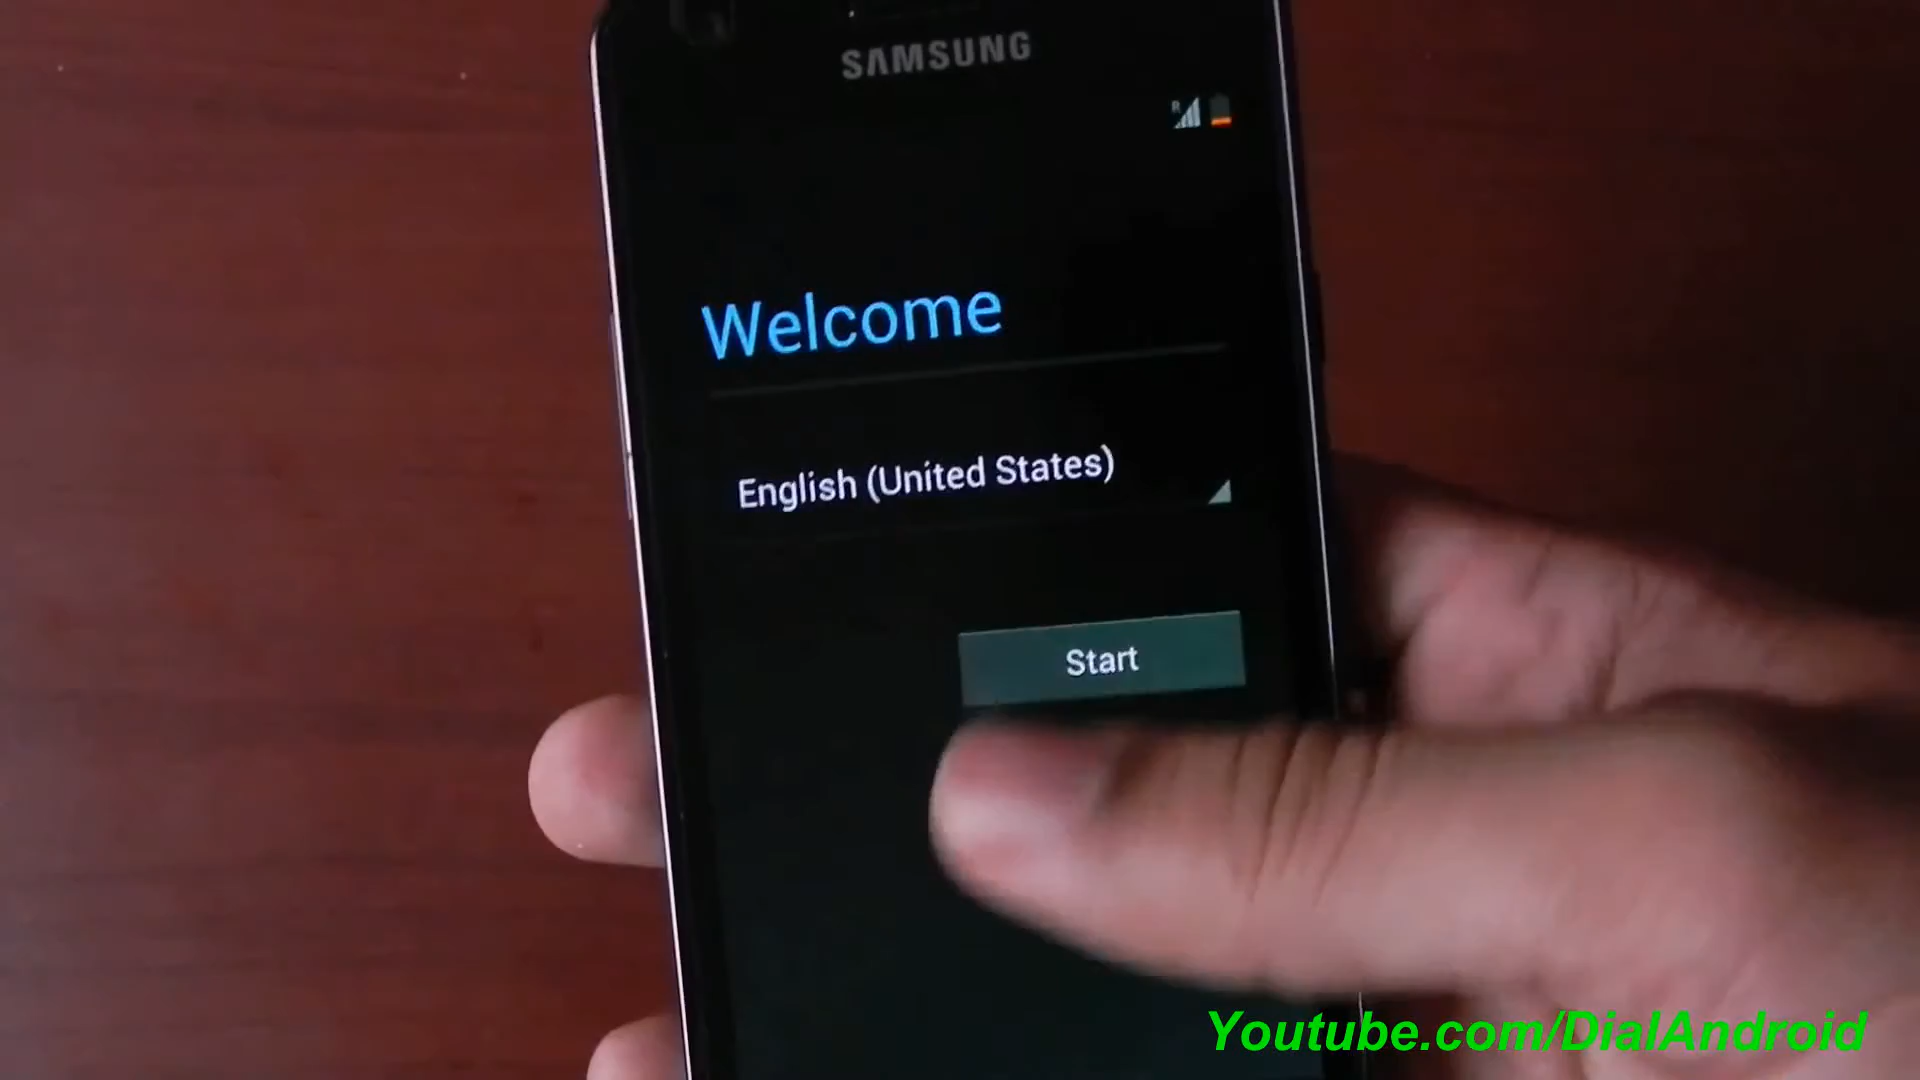 SAMSUNG
R
Welcome
English (United States)
Start
Youtube.com/DialAndroid